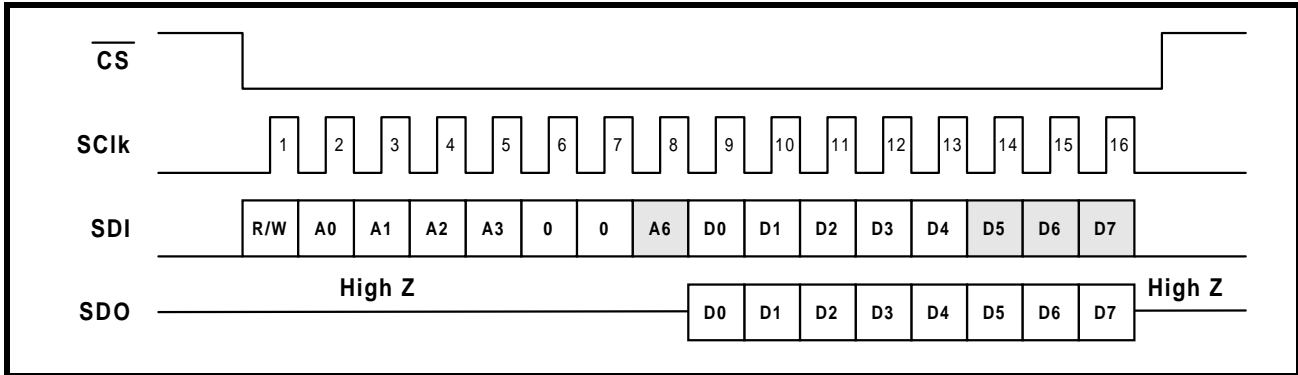 CS
SClk 1 2 3 4 5 6 7 8 9 10 11 12 13 14 15 16
SDI R/W A0 A1 A2 A3 0 0 A6 D0 D1 D2 D3 D4 D5 D6 D7
High Z High Z
SDO D0 D1 D2 D3 D4 D5 D6 D7